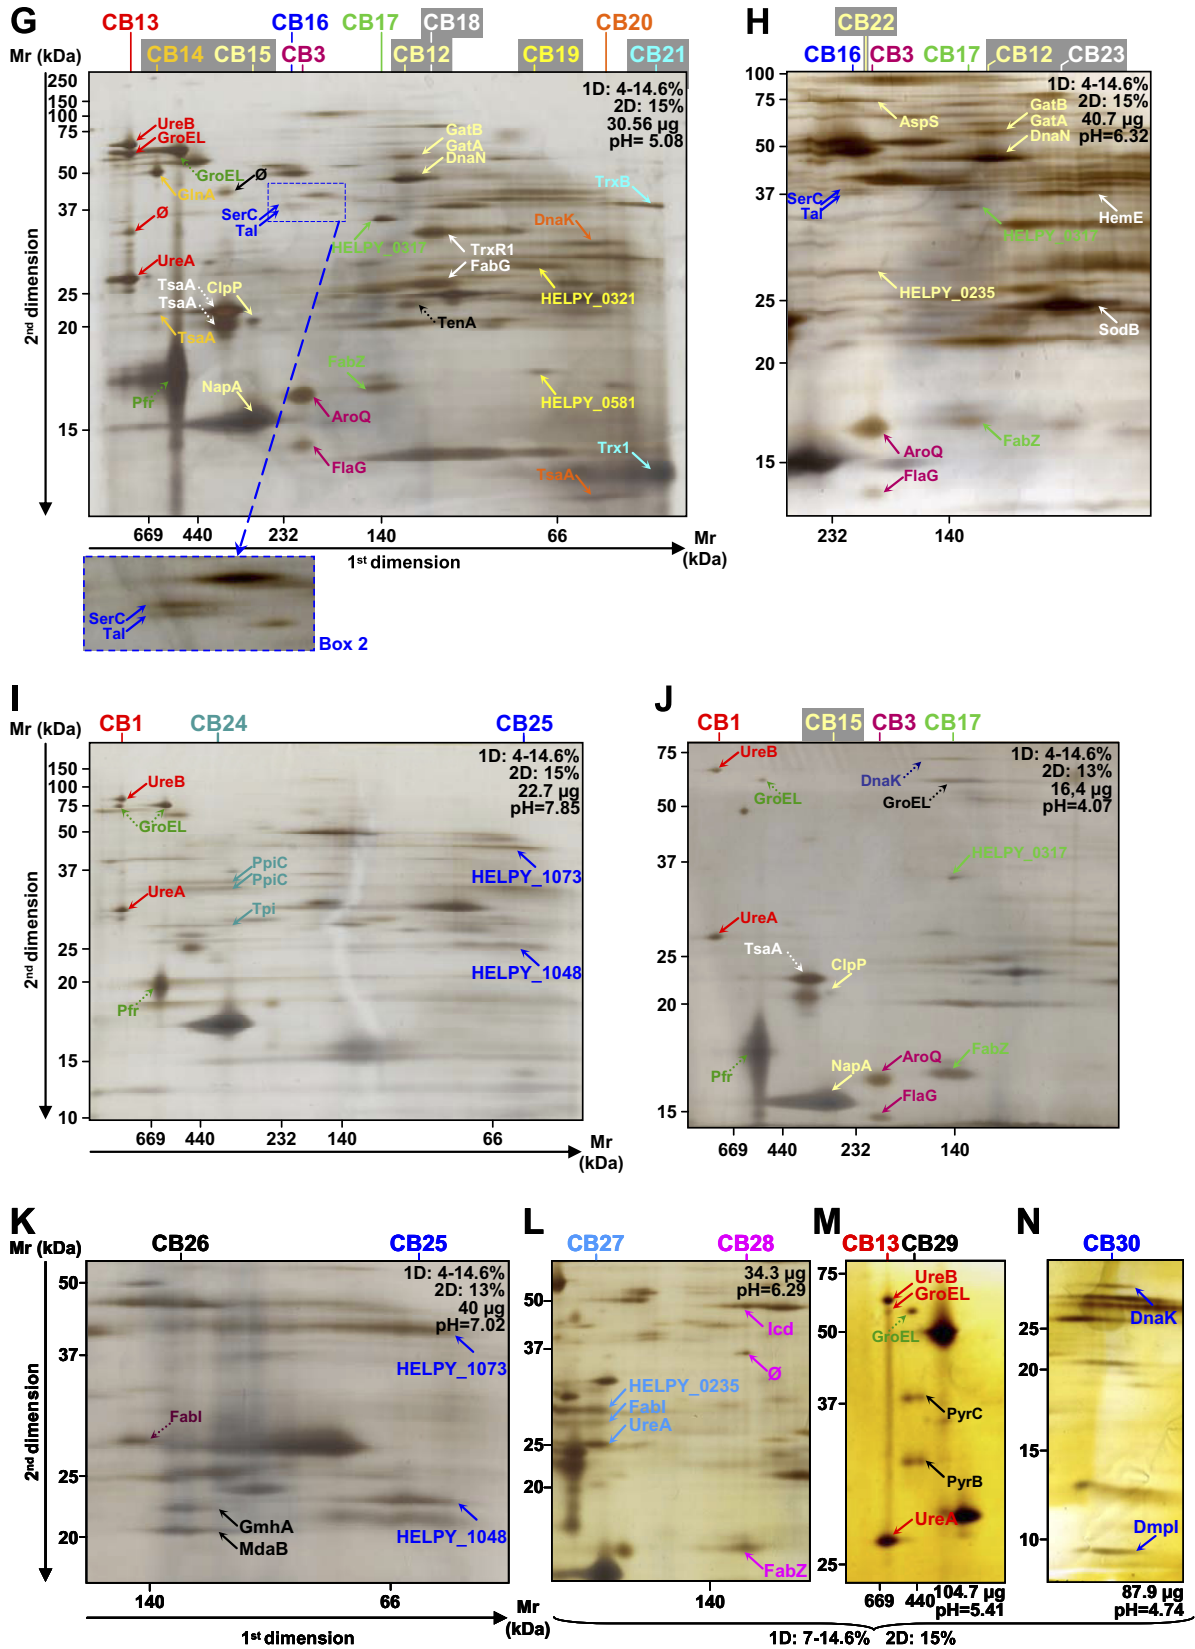 G
CB13
CB16
CB17
CB18
CB20
Mr (kDa)
CB14
CB15
CB3
CB12
CB19
CB21
250
150
100
75
50
37
25
20
15
1D: 4-14.6%
2D: 15%
30.56 µg
pH= 5.08
UreB
GroEL
GroEL
GlnA
Ø
Ø
SerC
Tal
UreA
TsaA
TsaA
ClpP
TsaA
NapA
Pfr
HELPY_0317
GatB
GatA
DnaN
TrxB
DnaK
TrxR1
FabG
HELPY_0321
TenA
FabZ
HELPY_0581
AroQ
FlaG
Trx1
TsaA
2nd dimension
669 440 232 140 66
Mr
(kDa)
1st dimension
SerC
Tal
Box 2
H
CB22
CB16
CB3
CB17
CB12
CB23
100
75
50
37
25
20
15
1D: 4-14.6%
2D: 15%
40.7 µg
pH=6.32
AspS
GatB
GatA
DnaN
SerC
Tal
HemE
HELPY_0317
HELPY_0235
SodB
FabZ
AroQ
FlaG
232 140
I
Mr (kDa)
CB1
CB24
CB25
150
100
75
50
37
25
20
15
10
1D: 4-14.6%
2D: 15%
22.7 µg
pH=7.85
UreB
GroEL
PpiC
PpiC
HELPY_1073
UreA
Tpi
HELPY_1048
Pfr
2nd dimension
669 440 232 140 66
Mr
(kDa)
J
CB1
CB15
CB3
CB17
75
50
37
25
20
15
1D: 4-14.6%
2D: 13%
16,4 µg
pH=4.07
UreB
DnaK
GroEL
GroEL
HELPY_0317
UreA
TsaA
ClpP
AroQ
FabZ
NapA
Pfr
FlaG
669 440 232 140
K
Mr (kDa)
CB26
CB25
50
37
25
20
1D: 4-14.6%
2D: 13%
40 µg
pH=7.02
HELPY_1073
FabI
GmhA
MdaB
HELPY_1048
2nd dimension
140 66
Mr
(kDa)
1st dimension
L
CB27
CB28
50
37
25
20
34.3 µg
pH=6.29
Icd
Ø
HELPY_0235
FabI
UreA
FabZ
140
M
CB13
CB29
75
50
37
25
UreB
GroEL
GroEL
PyrC
PyrB
UreA
669 440
104.7 µg
pH=5.41
N
CB30
25
20
15
10
DnaK
DmpI
87.9 µg
pH=4.74
1D: 7-14.6% 2D: 15%